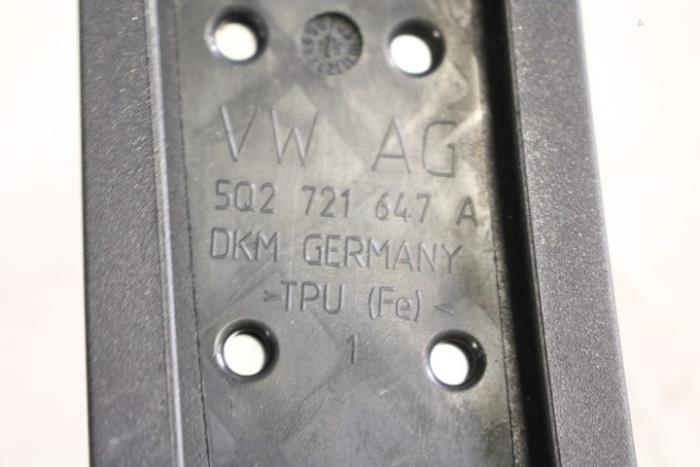 VW AG
5Q2 721 647 A
DKM GERMANY
>TPU (Fe)<
1